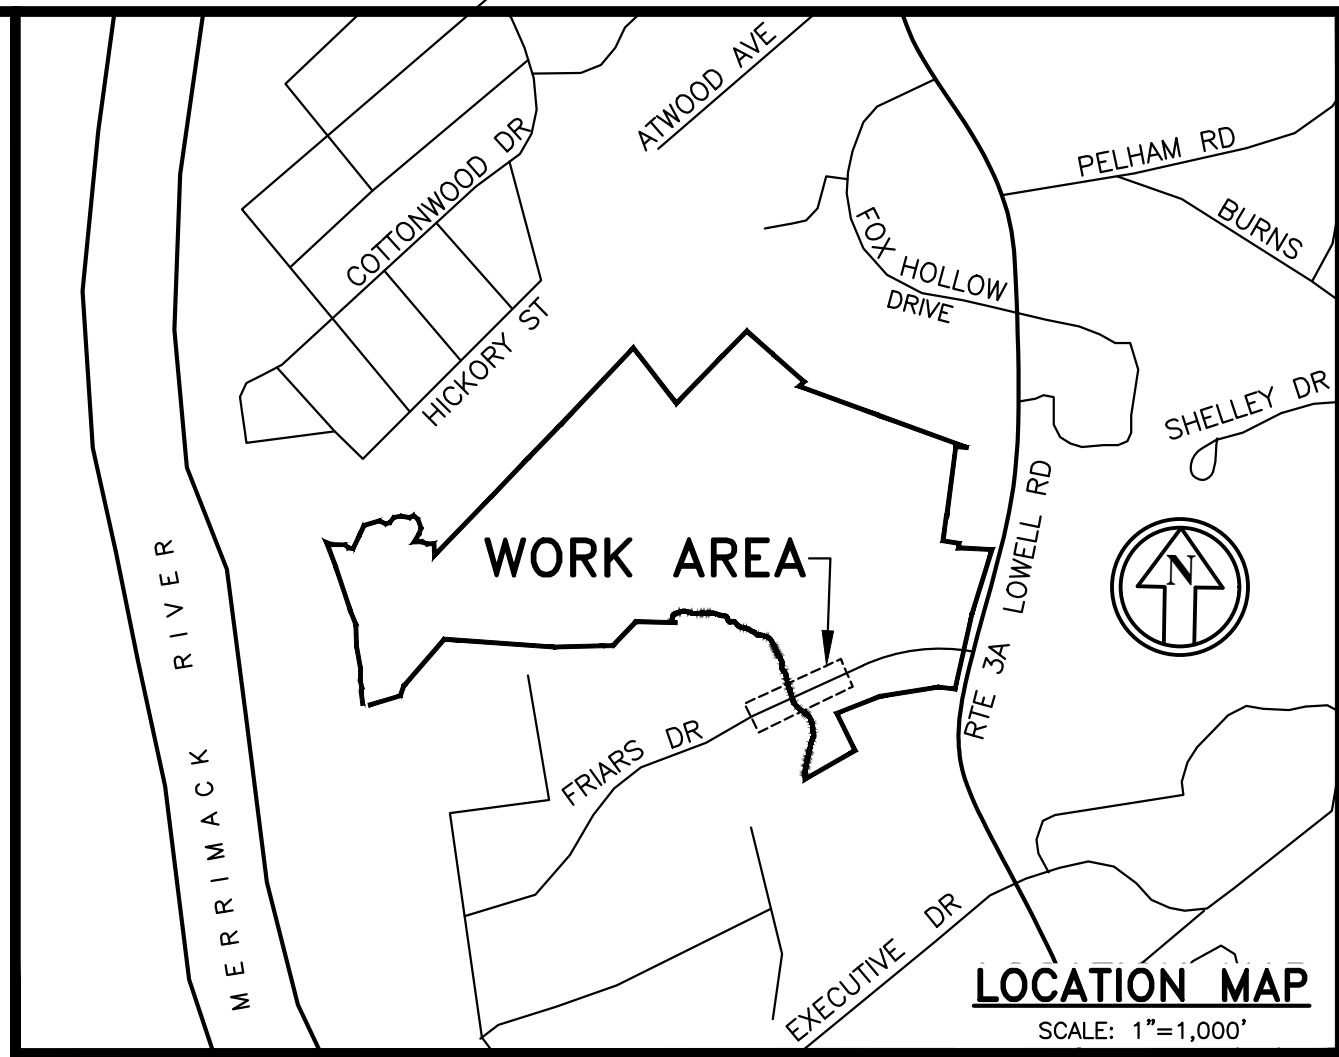 ATWOOD AVE
COTTONWOOD DR
PELHAM RD
BURNS
FOX HOLLOW
DRIVE
HICKORY ST
SHELLEY DR
WORK AREA
N
RTE 3A LOWELL RD
MERRIMACK RIVER
FRIARS DR
EXECUTIVE DR
LOCATION MAP
SCALE: 1"=1,000'